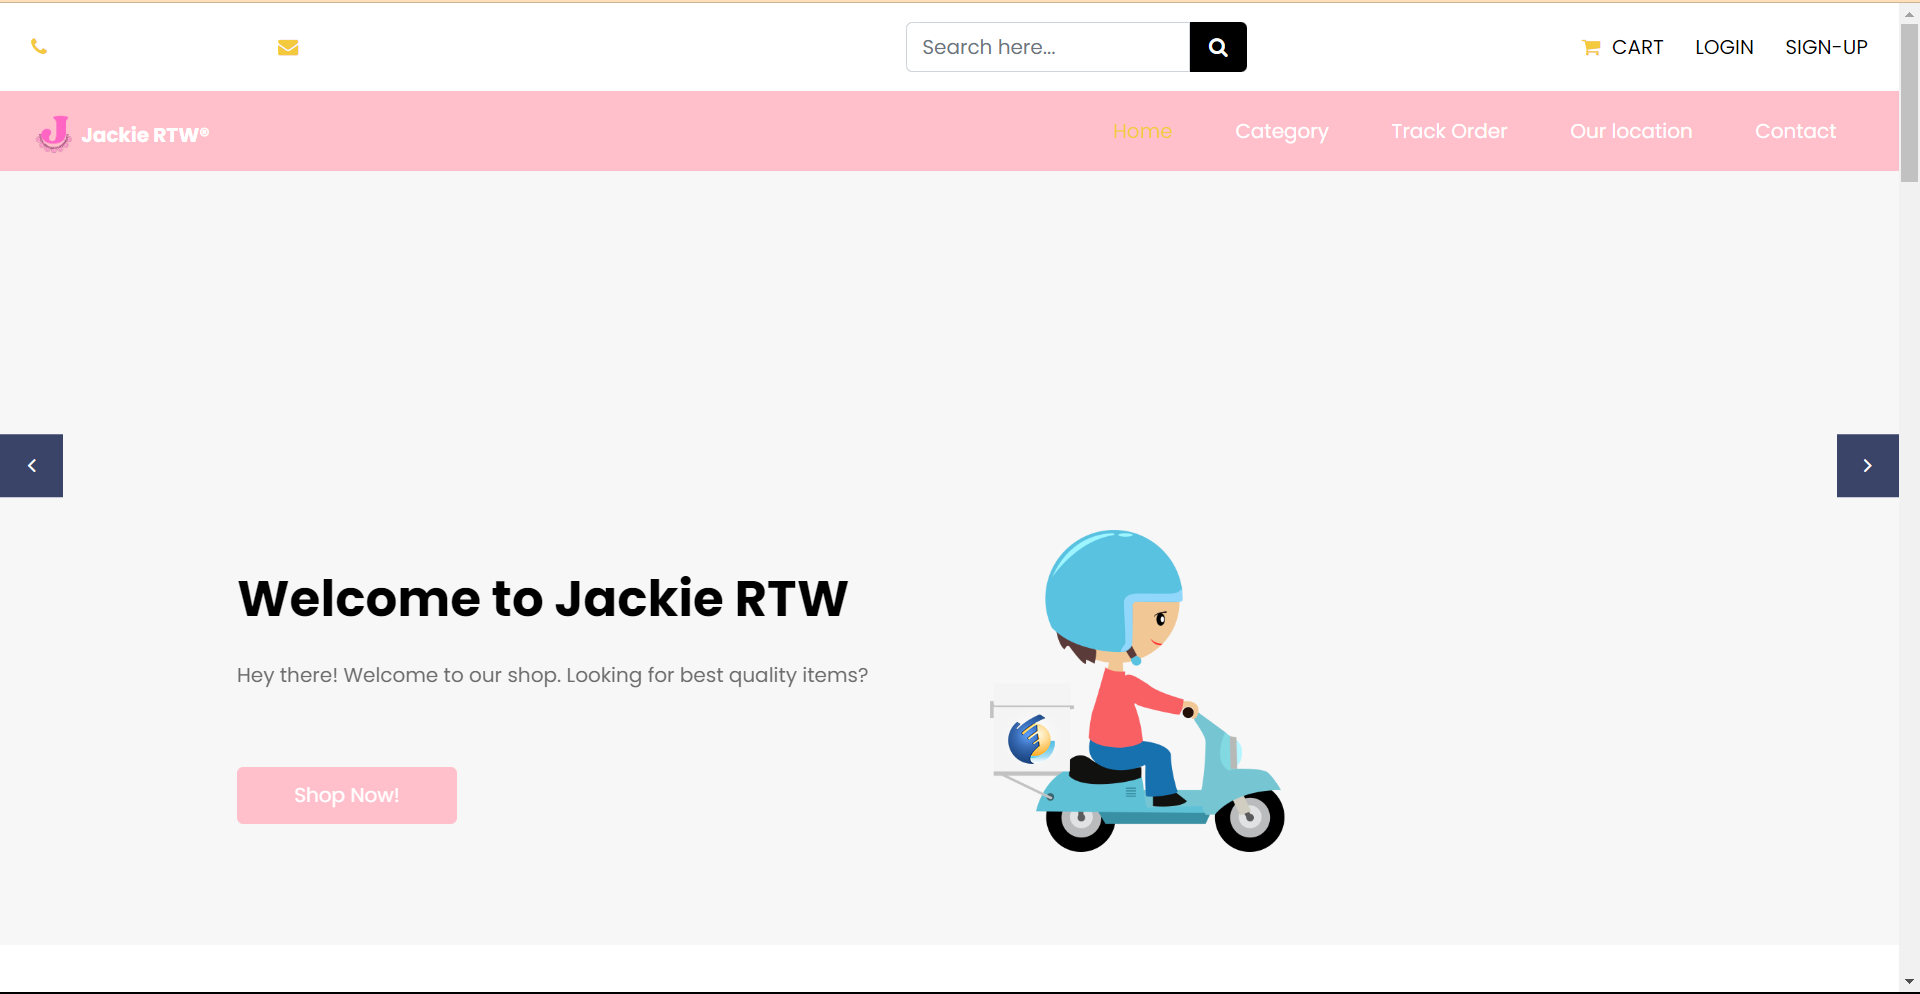 Search here...
CART LOGIN SIGN-UP
J Jackie RTW®
Home Category Track Order Our location Contact
Welcome to Jackie RTW
Hey there! Welcome to our shop. Looking for best quality items?
Shop Now!